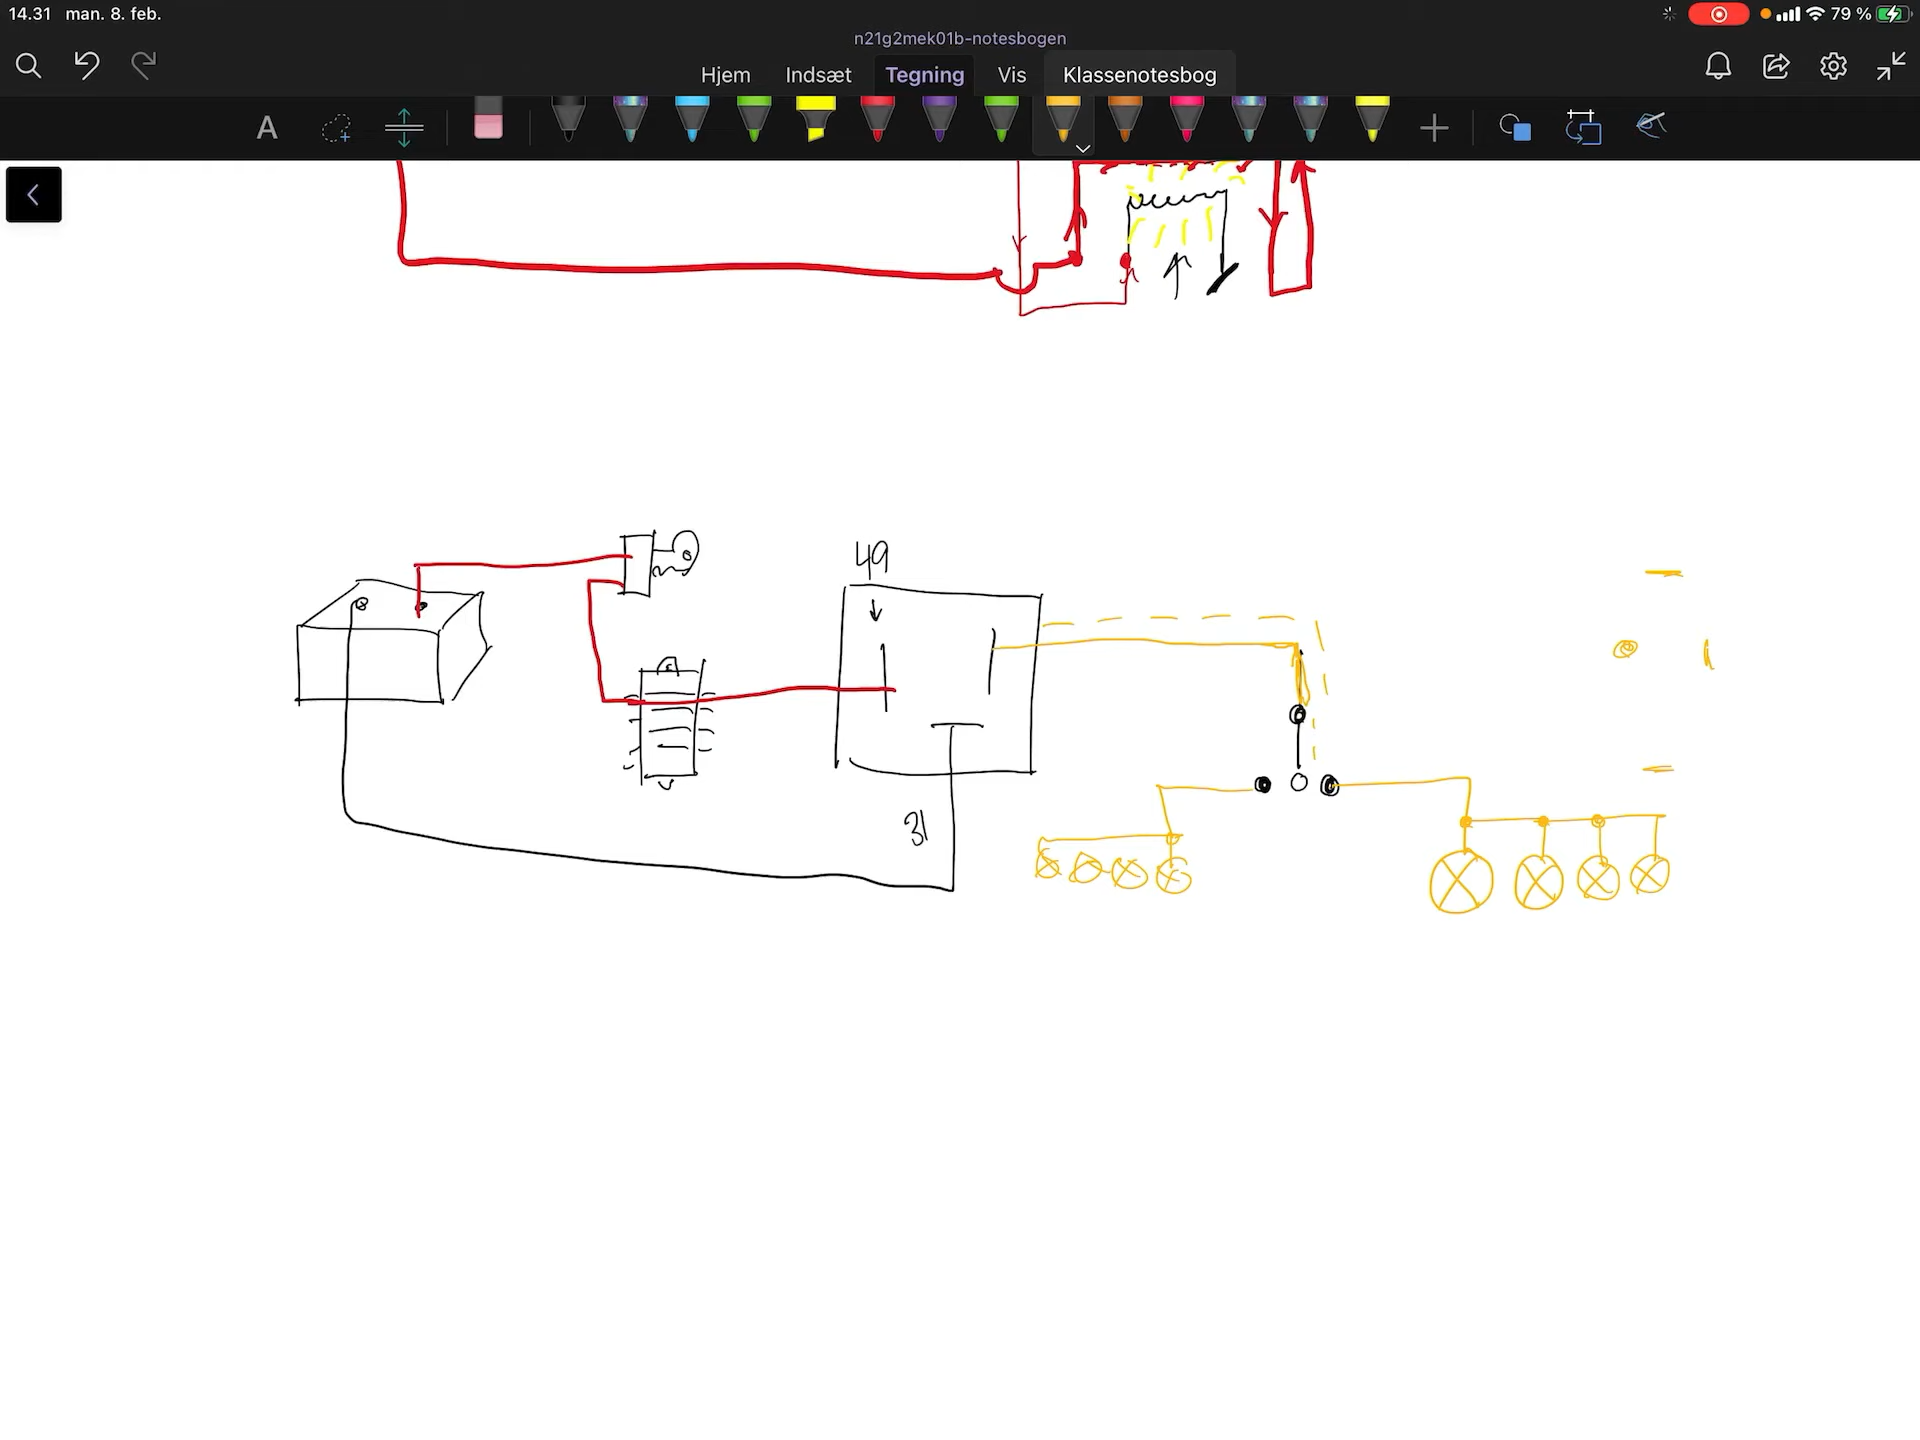 14.31 man. 8. feb.
79 %
n21g2mek01b-notesbogen
Hjem Indsæt Tegning Vis Klassenotesbog
A
49
31